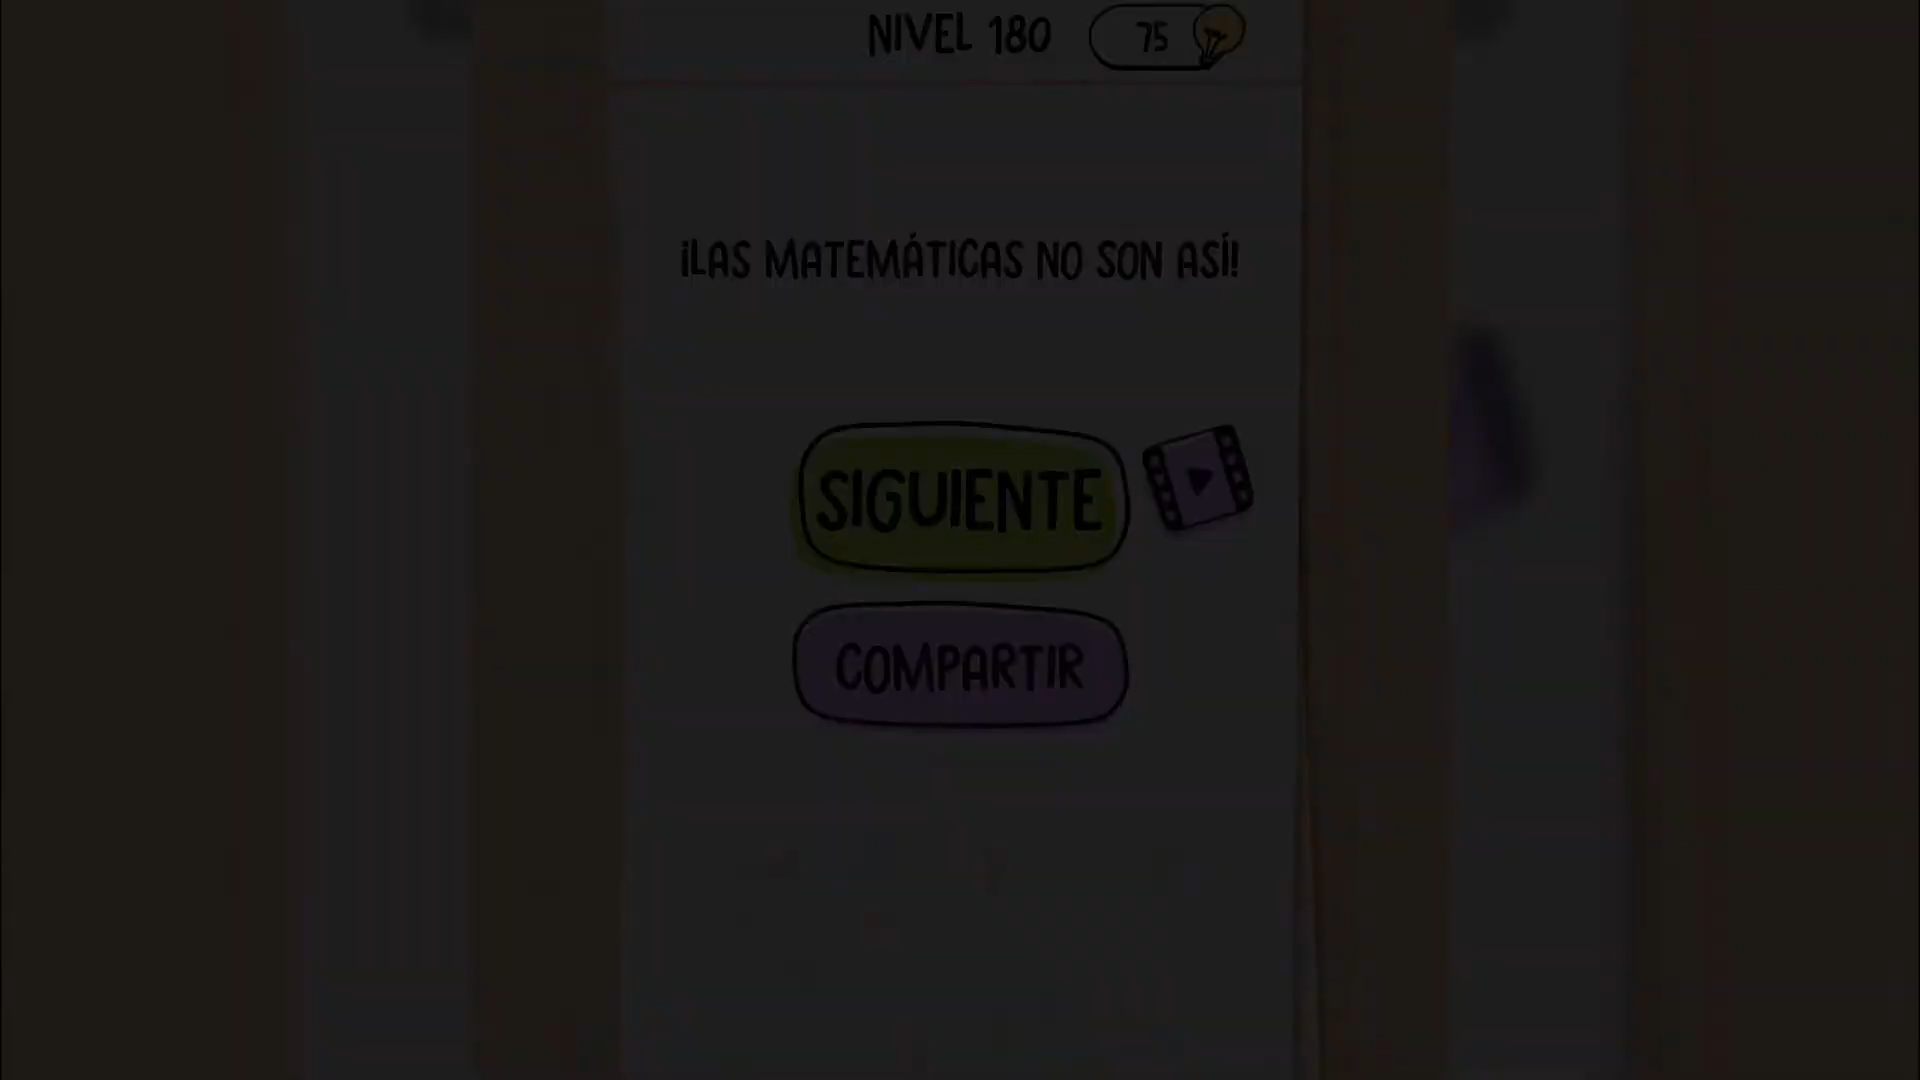 NIVEL 180
75
¡LAS MATEMÁTICAS NO SON ASÍ!
SIGUIENTE
COMPARTIR